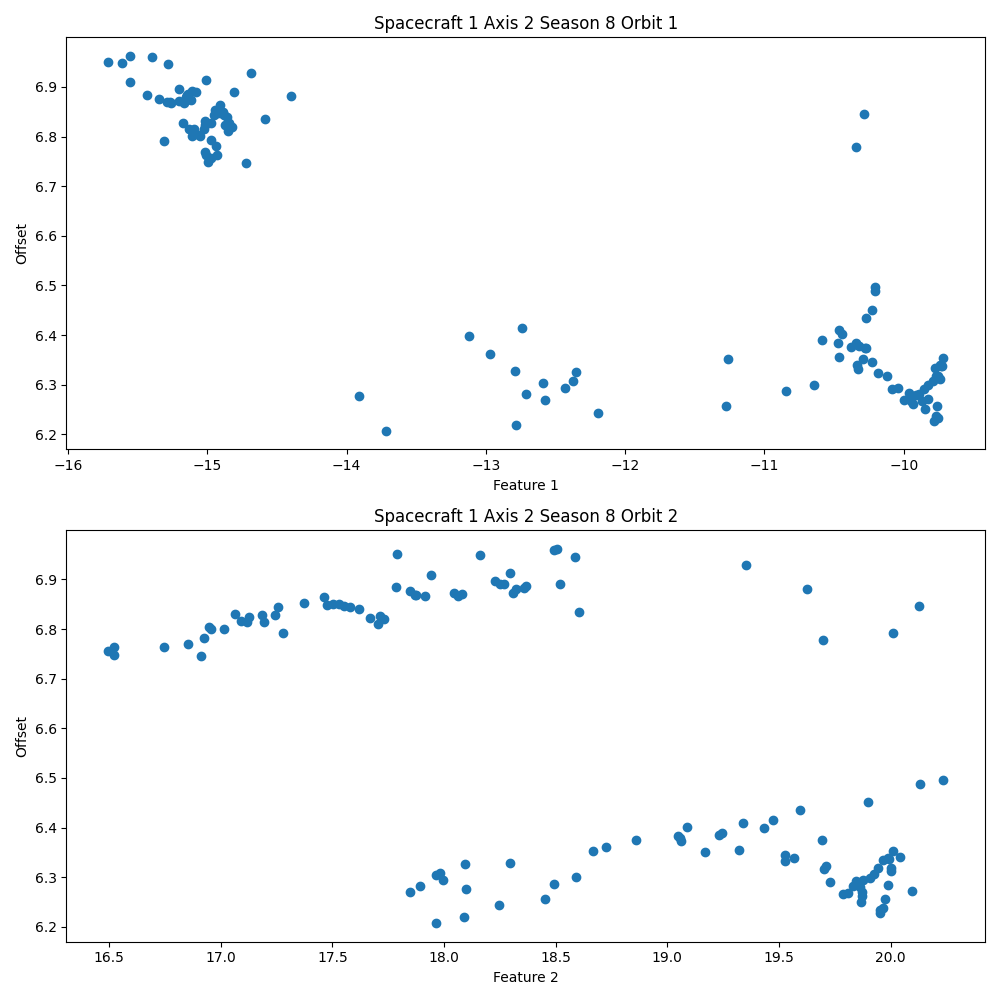 Spacecraft 1 Axis 2 Season 8 Orbit 1
Offset
6.9
6.8
6.7
6.6
6.5
6.4
6.3
6.2
−16 −15 −14 −13 −12 −11 −10
Feature 1
Spacecraft 1 Axis 2 Season 8 Orbit 2
Offset
6.9
6.8
6.7
6.6
6.5
6.4
6.3
6.2
16.5 17.0 17.5 18.0 18.5 19.0 19.5 20.0
Feature 2